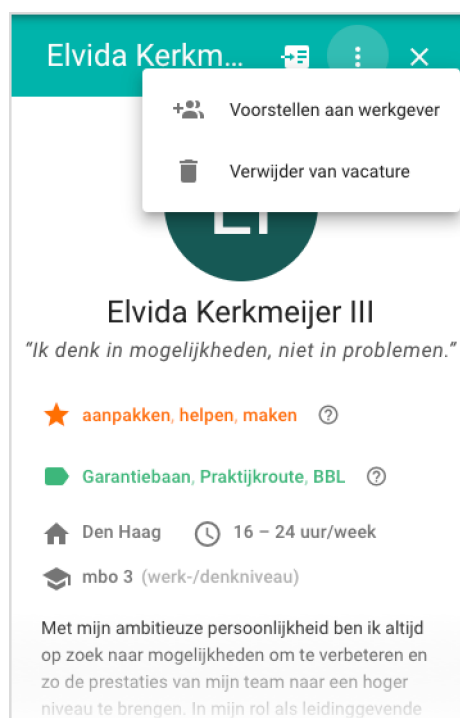 Elvida Kerkm...
Voorstellen aan werkgever
Verwijder van vacature
Elvida Kerkmeijer III
“Ik denk in mogelijkheden, niet in problemen.”
aanpakken, helpen, maken
Garantiebaan, Praktijkroute, BBL
Den Haag 16 – 24 uur/week
mbo 3 (werk-/denkniveau)
Met mijn ambitieuze persoonlijkheid ben ik altijd
op zoek naar mogelijkheden om te verbeteren en
zo de prestaties van mijn team naar een hoger
niveau te brengen. In mijn rol als leidinggevende